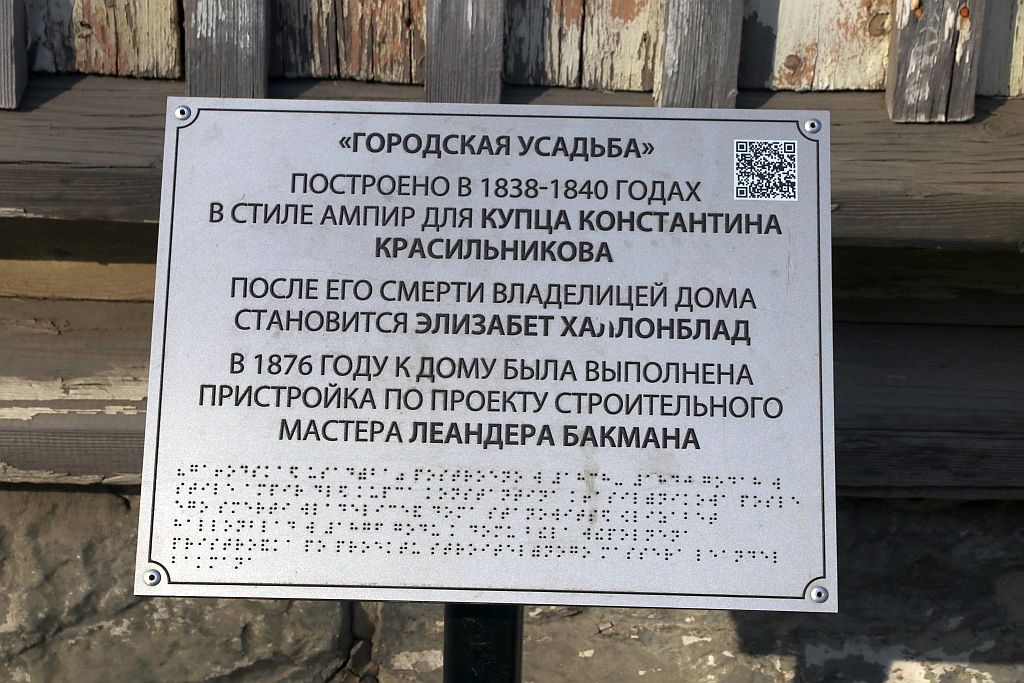 «ГОРОДСКАЯ УСАДЬБА»
ПОСТРОЕНО В 1838-1840 ГОДАХ
В СТИЛЕ АМПИР ДЛЯ КУПЦА КОНСТАНТИНА
КРАСИЛЬНИКОВА
ПОСЛЕ ЕГО СМЕРТИ ВЛАДЕЛИЦЕЙ ДОМА
СТАНОВИТСЯ ЭЛИЗАБЕТ ХАЛЛОНБЛАД
В 1876 ГОДУ К ДОМУ БЫЛА ВЫПОЛНЕНА
ПРИСТРОЙКА ПО ПРОЕКТУ СТРОИТЕЛЬНОГО
МАСТЕРА ЛЕАНДЕРА БАКМАНА